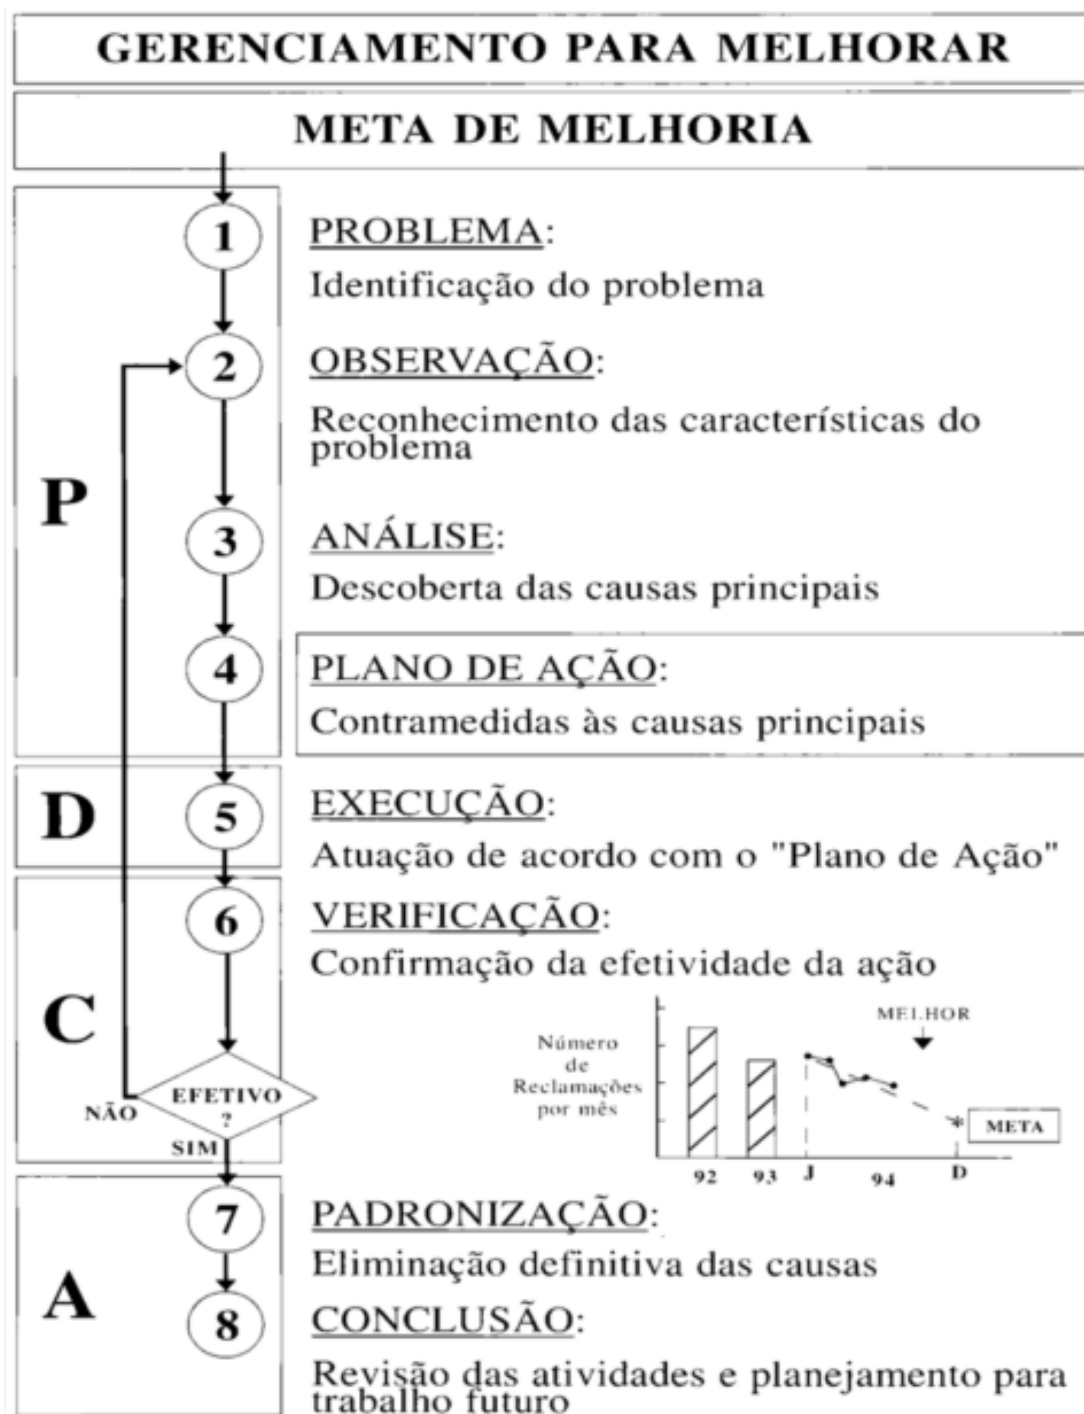 GERENCIAMENTO PARA MELHORAR
META DE MELHORIA
P
1
PROBLEMA:
Identificação do problema
2
OBSERVAÇÃO:
Reconhecimento das características do
problema
3
ANÁLISE:
Descoberta das causas principais
4
PLANO DE AÇÃO:
Contramedidas às causas principais
D
5
EXECUÇÃO:
Atuação de acordo com o "Plano de Ação"
C
6
VERIFICAÇÃO:
Confirmação da efetividade da ação
EFETIVO
?
NÃO
SIM
Número
de
Reclamações
por mês
MELHOR
META
92 93 J 94 D
A
7
PADRONIZAÇÃO:
Eliminação definitiva das causas
8
CONCLUSÃO:
Revisão das atividades e planejamento para
trabalho futuro